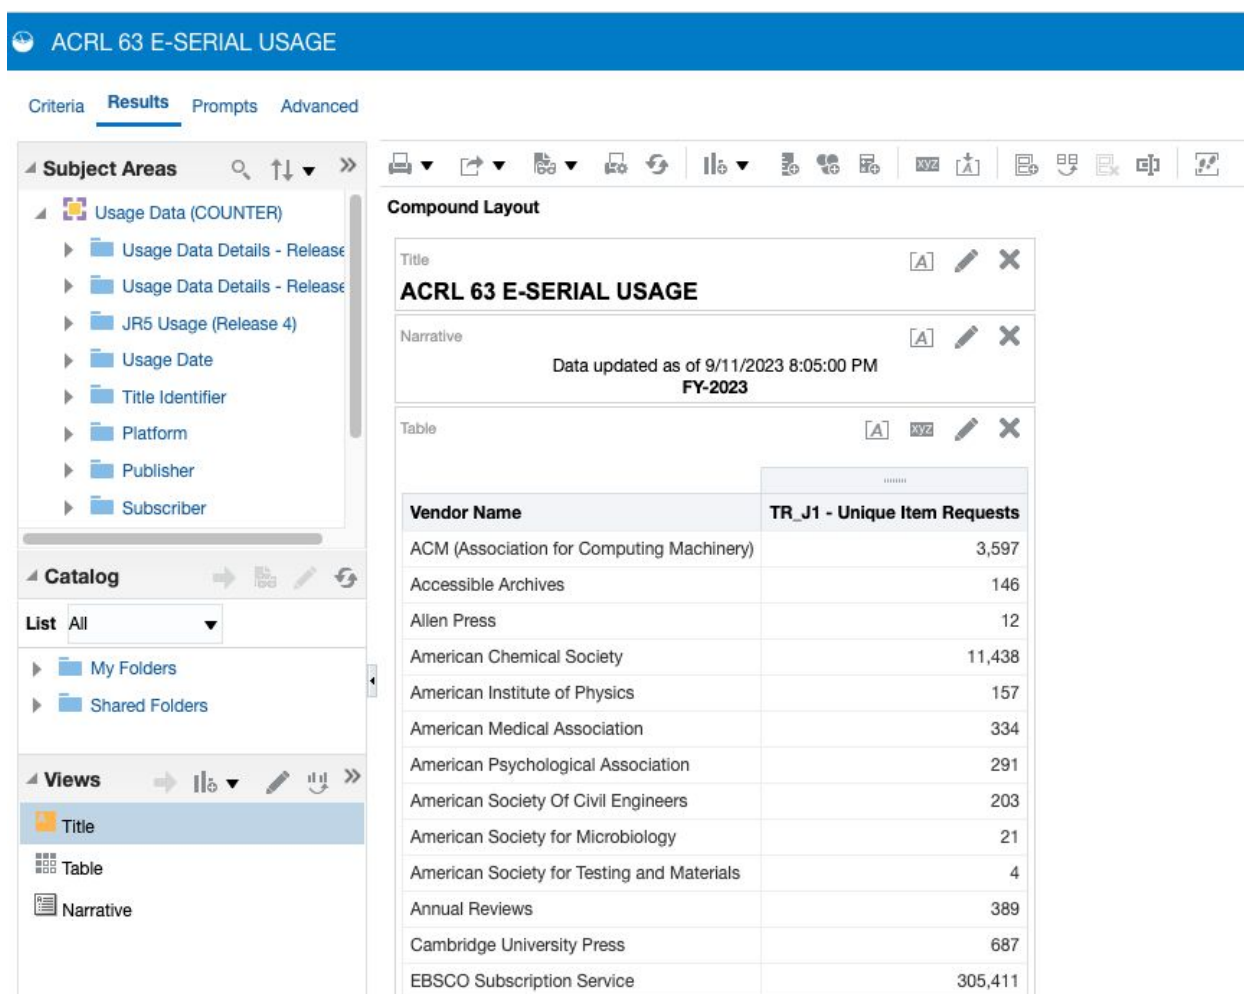 ACRL 63 E-SERIAL USAGE
Criteria Results Prompts Advanced
Subject Areas
Usage Data (COUNTER)
Usage Data Details - Release
Usage Data Details - Release
JR5 Usage (Release 4)
Usage Date
Title Identifier
Platform
Publisher
Subscriber
Catalog
List All
My Folders
Shared Folders
Views
Title
Table
Narrative
xyz
Compound Layout
Title
[A]
ACRL 63 E-SERIAL USAGE
Narrative
[A]
Data updated as of 9/11/2023 8:05:00 PM
FY-2023
Table
[A] xyz
Vendor Name TR_J1 - Unique Item Requests
ACM (Association for Computing Machinery) 3,597
Accessible Archives 146
Allen Press 12
American Chemical Society 11,438
American Institute of Physics 157
American Medical Association 334
American Psychological Association 291
American Society Of Civil Engineers 203
American Society for Microbiology 21
American Society for Testing and Materials 4
Annual Reviews 389
Cambridge University Press 687
EBSCO Subscription Service 305,411